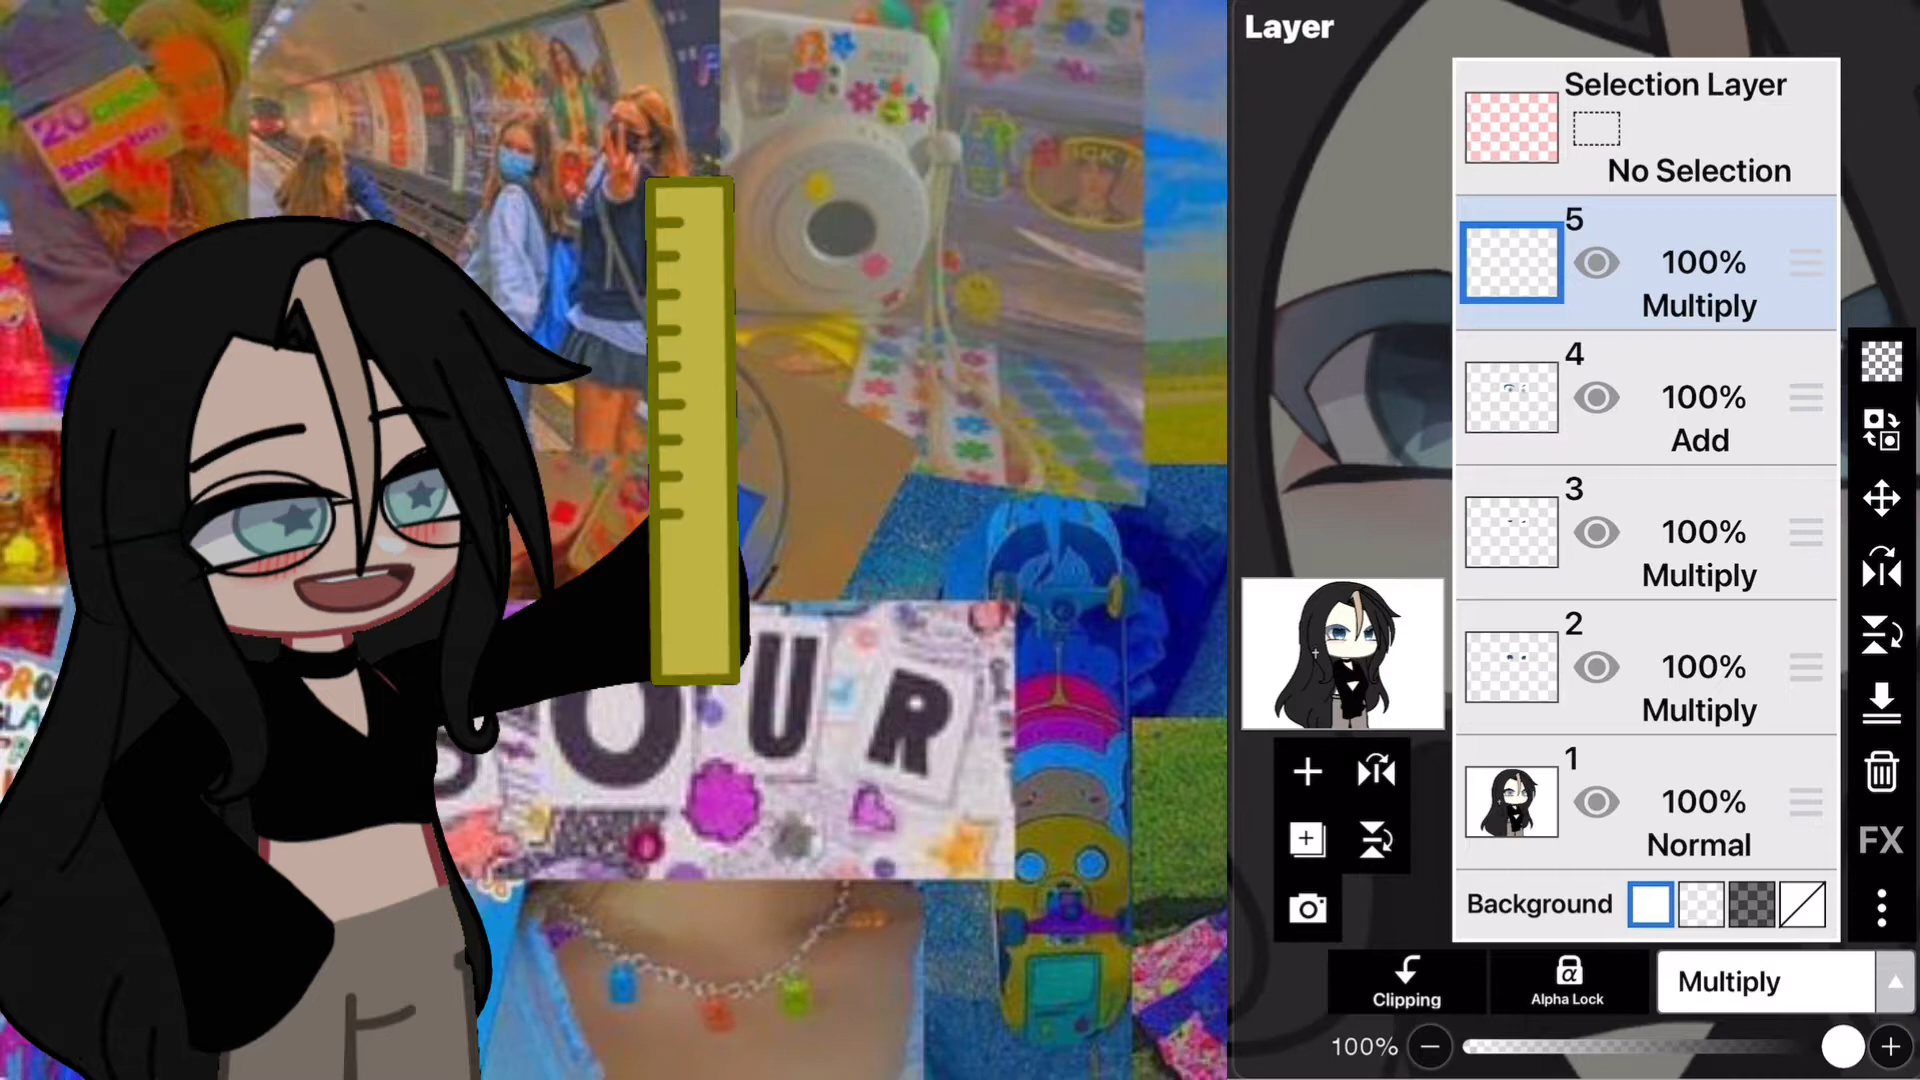 20
OUR
Layer
Selection Layer
No Selection
5
100%
Multiply
4
100%
Add
3
100%
Multiply
2
100%
Multiply
1
100%
Normal
Background
FX
Clipping
α
Alpha Lock
Multiply
100%